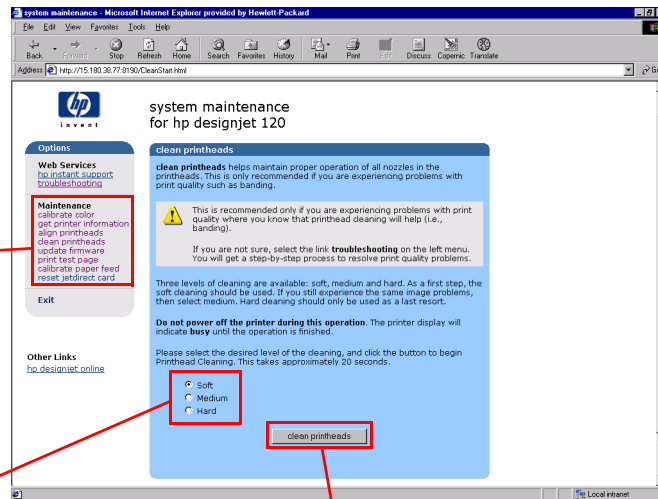 system maintenance - Microsoft Internet Explorer provided by Hewlett-Packard
File Edit View Favorites Tools Help
Back Forward Stop Refresh Home Search Favorites History Mail Print Edit Discuss Copernic Translate
Address http://15.180.38.77:8190/CleanStart.html
hp
invent
system maintenance
for hp designjet 120
Options
Web Services
hp instant support
troubleshooting
Maintenance
calibrate color
get printer information
align printheads
clean printheads
update firmware
print test page
calibrate paper feed
reset jetdirect card
Exit
Other Links
hp designjet online
clean printheads
clean printheads helps maintain proper operation of all nozzles in the
printheads. This is only recommended if you are experiencing problems with
print quality such as banding.
This is recommended only if you are experiencing problems with print
quality where you know that printhead cleaning will help (i.e.,
banding).
If you are not sure, select the link troubleshooting on the left menu.
You will get a step-by-step process to resolve print quality problems.
Three levels of cleaning are available: soft, medium and hard. As a first step, the
soft cleaning should be used. If you still experience the same image problems,
then select medium. Hard cleaning should only be used as a last resort.
Do not power off the printer during this operation. The printer display will
indicate busy until the operation is finished.
Please select the desired level of the cleaning, and click the button to begin
Printhead Cleaning. This takes approximately 20 seconds.
Soft
Medium
Hard
clean printheads
Local intranet